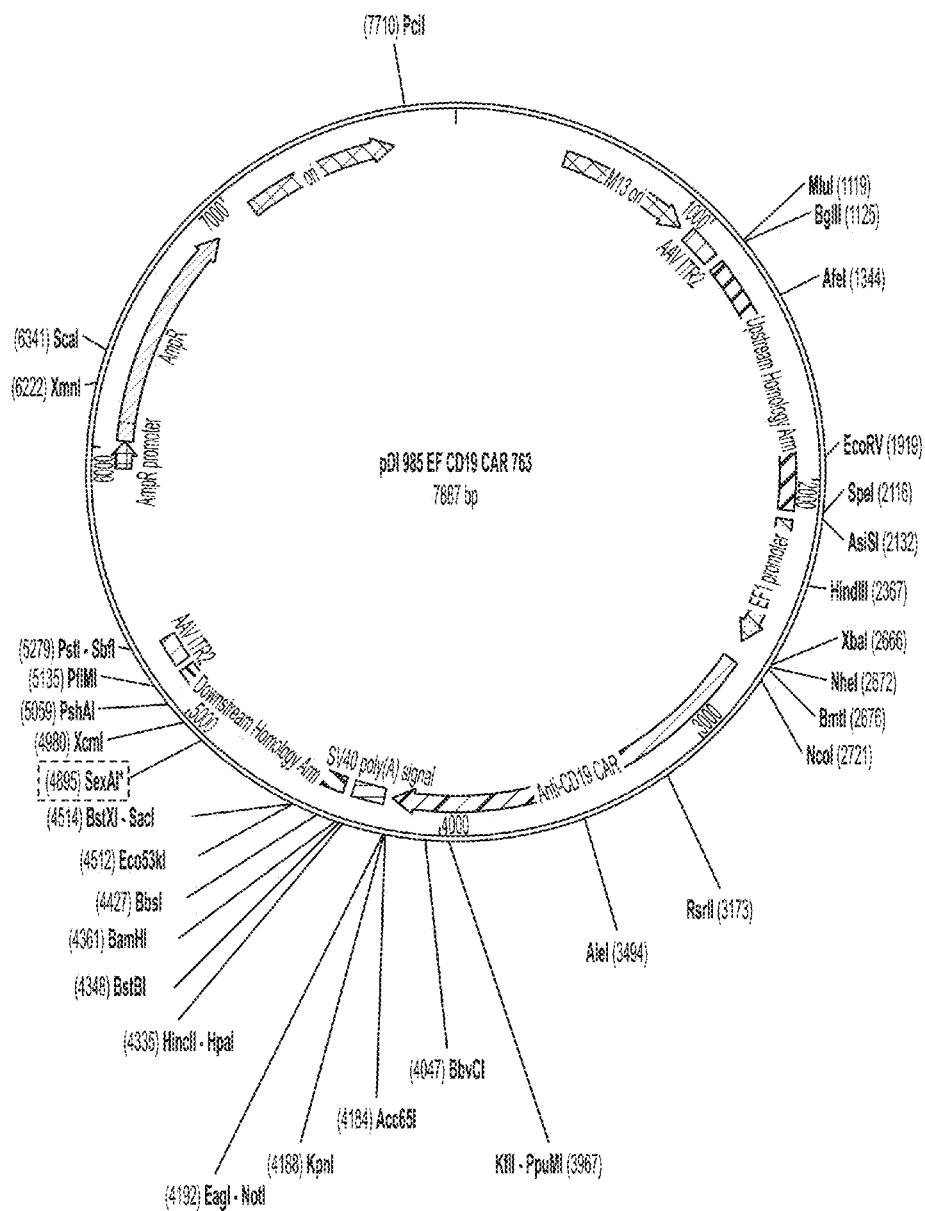 (7710) PciI
ori
M13 ori
7000
1000
MluI (1119)
BglII (1125)
AAV ITR2
AfeI (1344)
Upstream Homology Arm
(6341) ScaI
AmpR
(6222) XmnI
EcoRV (1919)
AmpR promoter
6000
pDI 985 EF CD19 CAR 763
7867 bp
2000
SpeI (2116)
AsiSI (2132)
EF1 promoter
HindIII (2367)
XbaI (2666)
NheI (2672)
BmtI (2676)
NcoI (2721)
AAV ITR2
(5279) PstI - SbfI
(5135) PflMI
(5069) PshAI
5000
Downstream Homology Arm
3000
(4980) XcmI
(4895) SexAI*
SV40 poly(A) signal
Anti-CD19 CAR
(4514) BstXI - SacI
4000
(4512) Eco53kI
(4427) BbsI
RsrII (3173)
(4361) BamHI
AleI (3494)
(4348) BstBI
(4335) HincII - HpaI
(4047) BbvCI
(4184) Acc65I
(4188) KpnI
KflI - PpuMI (3967)
(4192) EagI - NotI